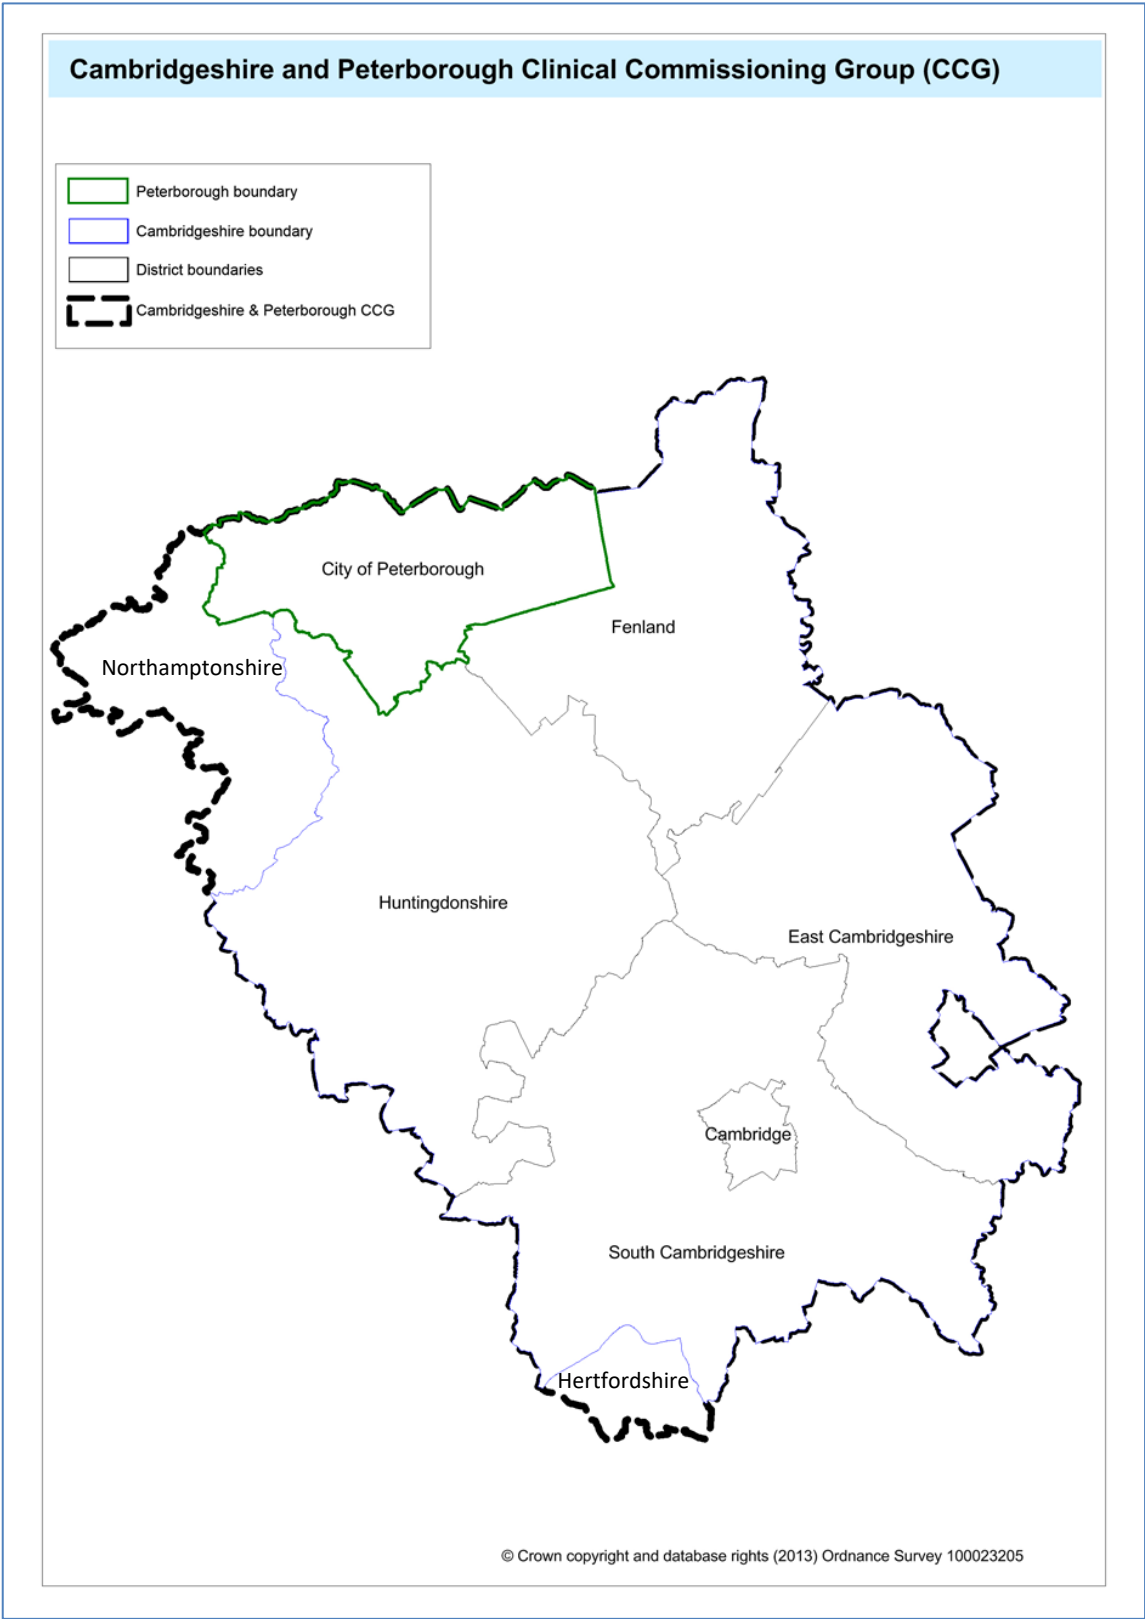 Cambridgeshire and Peterborough Clinical Commissioning Group (CCG)
Peterborough boundary
Cambridgeshire boundary
District boundaries
Cambridgeshire & Peterborough CCG
City of Peterborough
Fenland
Northamptonshire
Huntingdonshire
East Cambridgeshire
Cambridge
South Cambridgeshire
Hertfordshire
© Crown copyright and database rights (2013) Ordnance Survey 100023205